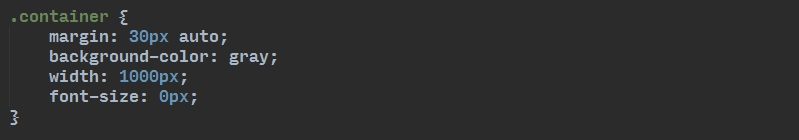 .container {
    margin: 30px auto;
    background-color: gray;
    width: 1000px;
    font-size: 0px;
}